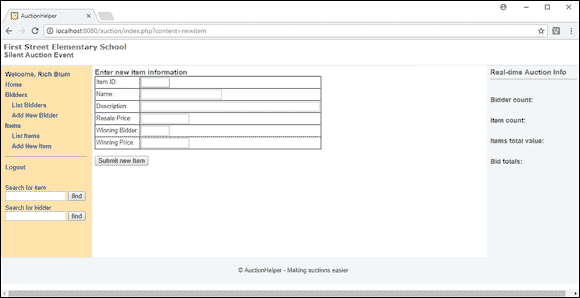 AuctionHelper
localhost:8080/auction/index.php?content=newitem
First Street Elementary School
Silent Auction Event
Welcome, Rich Blum
Home
Bidders
List Bidders
Add New Bidder
Items
List Items
Add New Item
Logout
Search for item
find
Search for bidder
find
Enter new item information
Item ID:
Name:
Description:
Resale Price:
Winning Bidder:
Winning Price:
Submit new Item
Real-time Auction Info
Bidder count:
Item count:
Items total value:
Bid totals:
© AuctionHelper - Making auctions easier